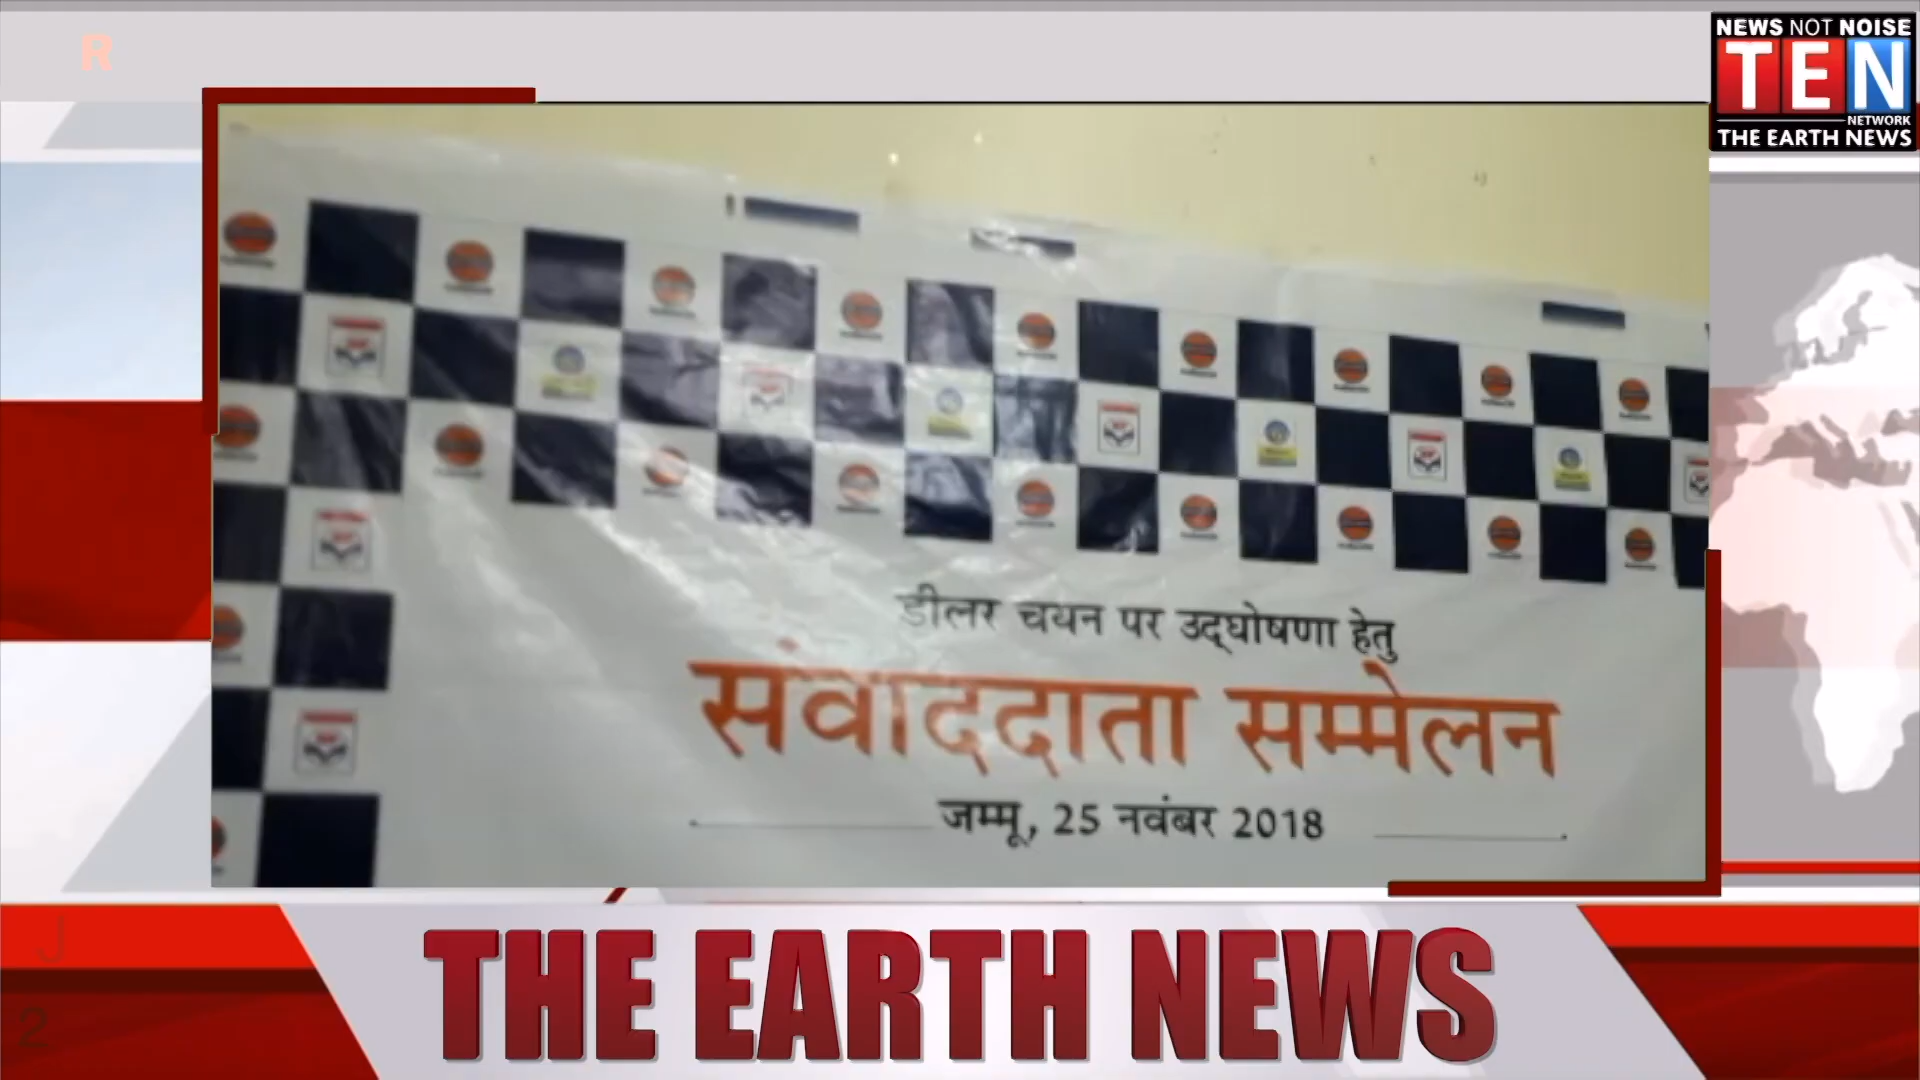 R
NEWS NOT NOISE
TEN
NETWORK
THE EARTH NEWS
डीलर चयन पर उद्घोषणा हेतु
संवाददाता सम्मेलन
जम्मू, 25 नवंबर 2018
J
2
THE EARTH NEWS